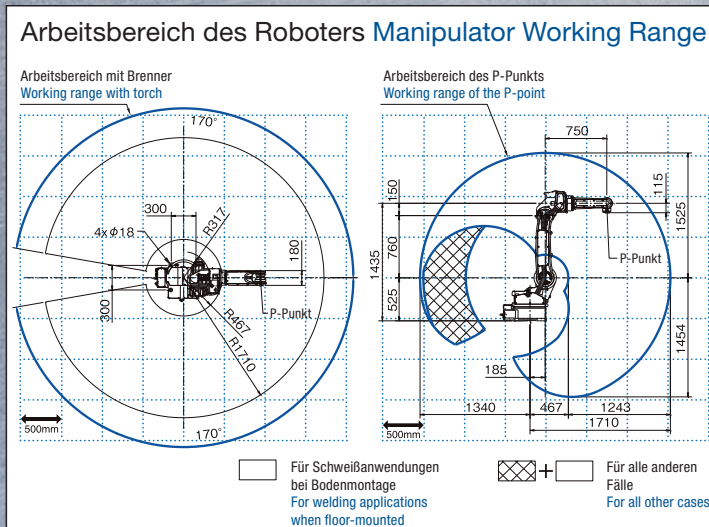 Arbeitsbereich des Roboters Manipulator Working Range
Arbeitsbereich mit Brenner
Working range with torch
170°
300
4xφ18
R317
180
300
P-Punkt
R467
R1710
500mm
170°
Arbeitsbereich des P-Punkts
Working range of the P-point
750
150
115
1525
760
1435
P-Punkt
525
1454
185
1340
467
1243
1710
500mm
Für Schweißanwendungen
bei Bodenmontage
For welding applications
when floor-mounted
+
Für alle anderen
Fälle
For all other cases